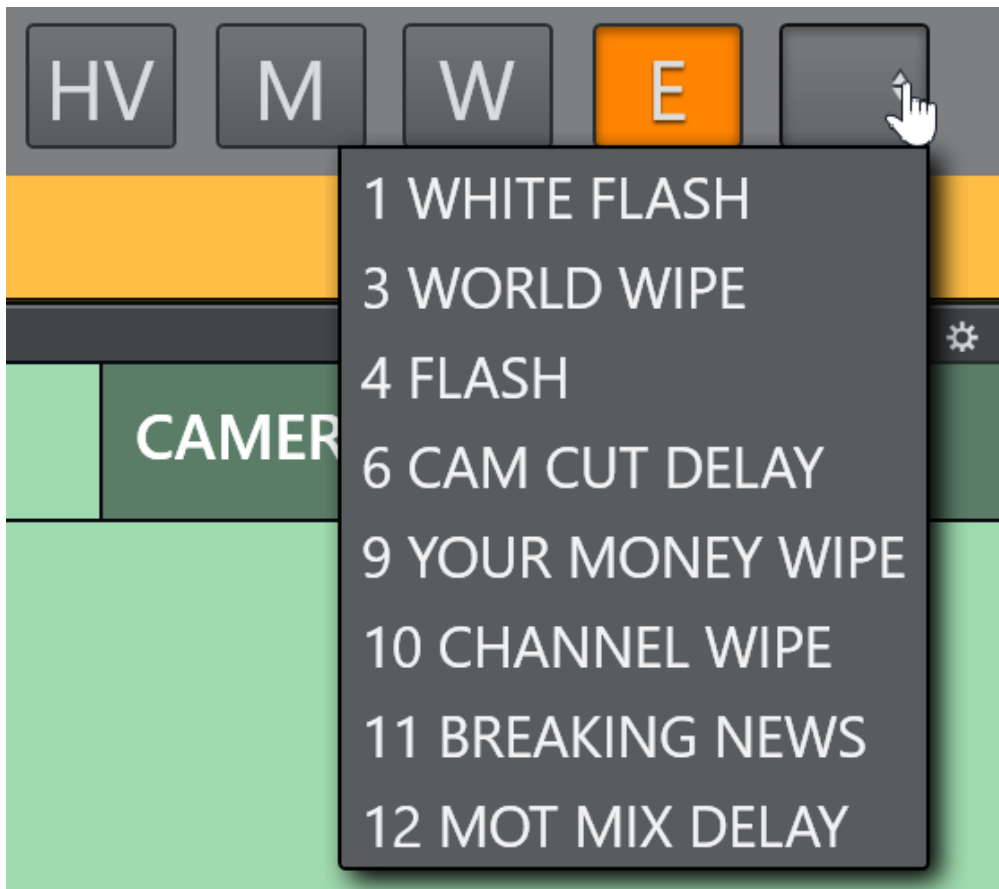 HV M W E
1 WHITE FLASH
3 WORLD WIPE
4 FLASH
6 CAM CUT DELAY
9 YOUR MONEY WIPE
10 CHANNEL WIPE
11 BREAKING NEWS
12 MOT MIX DELAY